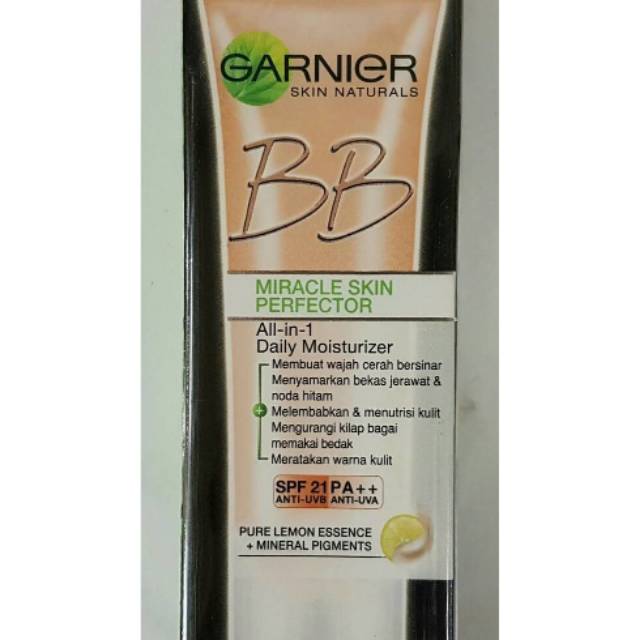 GARNIER
SKIN NATURALS
BB
MIRACLE SKIN
PERFECTOR
All-in-1
Daily Moisturizer
Membuat wajah cerah bersinar
Menyamarkan bekas jerawat &
noda hitam
+ Melembabkan & menutrisi kulit
Mengurangi kilap bagai
memakai bedak
Meratakan warna kulit
SPF 21 PA++
ANTI-UVB ANTI-UVA
PURE LEMON ESSENCE
+ MINERAL PIGMENTS